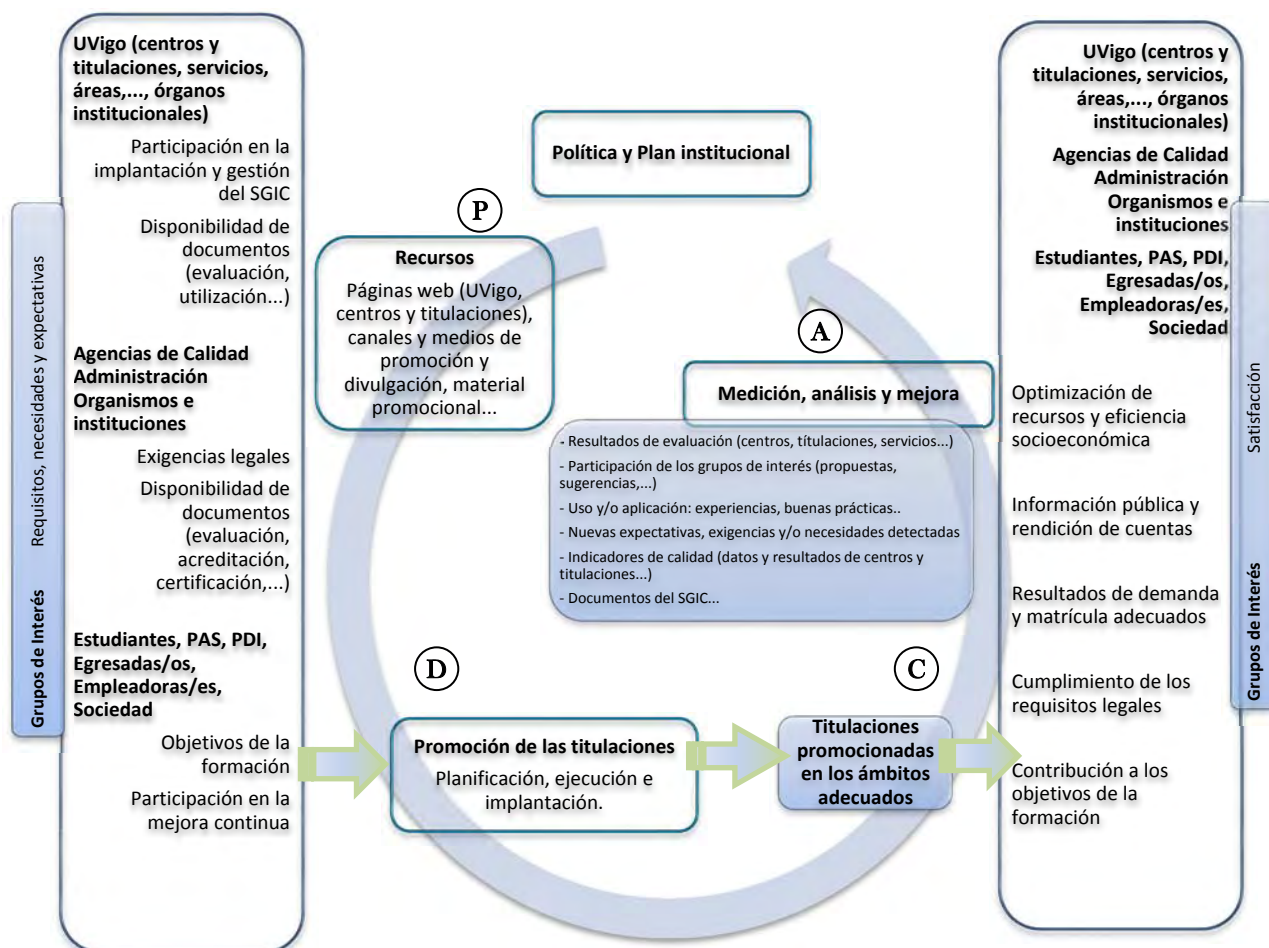 UVigo (centros y
titulaciones, servicios,
áreas,..., órganos
institucionales)
Participación en la
implantación y gestión
del SGIC
Disponibilidad de
documentos
(evaluación,
utilización...)
Agencias de Calidad
Administración
Organismos e
instituciones
Exigencias legales
Disponibilidad de
documentos
(evaluación,
acreditación,
certificación,...)
Estudiantes, PAS, PDI,
Egresadas/os,
Empleadoras/es,
Sociedad
Objetivos de la
formación
Participación en la
mejora continua
Grupos de Interés Requisitos, necesidades y expectativas
Política y Plan institucional
P
Recursos
Páginas web (UVigo,
centros y titulaciones),
canales y medios de
promoción y
divulgación, material
promocional...
A
Medición, análisis y mejora
- Resultados de evaluación (centros, títulaciones, servicios...)
- Participación de los grupos de interés (propuestas,
sugerencias,...)
- Uso y/o aplicación: experiencias, buenas prácticas..
- Nuevas expectativas, exigencias y/o necesidades detectadas
- Indicadores de calidad (datos y resultados de centros y
titulaciones...)
- Documentos del SGIC...
D
Promoción de las titulaciones
Planificación, ejecución e
implantación.
C
Titulaciones
promocionadas
en los ámbitos
adecuados
UVigo (centros y
titulaciones, servicios,
áreas,..., órganos
institucionales)
Agencias de Calidad
Administración
Organismos e
instituciones
Estudiantes, PAS, PDI,
Egresadas/os,
Empleadoras/es,
Sociedad
Optimización de
recursos y eficiencia
socioeconómica
Información pública y
rendición de cuentas
Resultados de demanda
y matrícula adecuados
Cumplimiento de los
requisitos legales
Contribución a los
objetivos de la
formación
Grupos de Interés Satisfacción